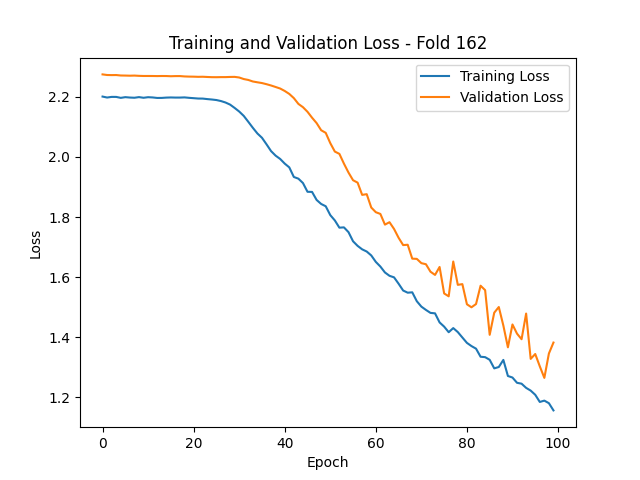 Training and Validation Loss - Fold 162
Training Loss
Validation Loss
Loss
2.2
2.0
1.8
1.6
1.4
1.2
0
20
40
60
80
100
Epoch